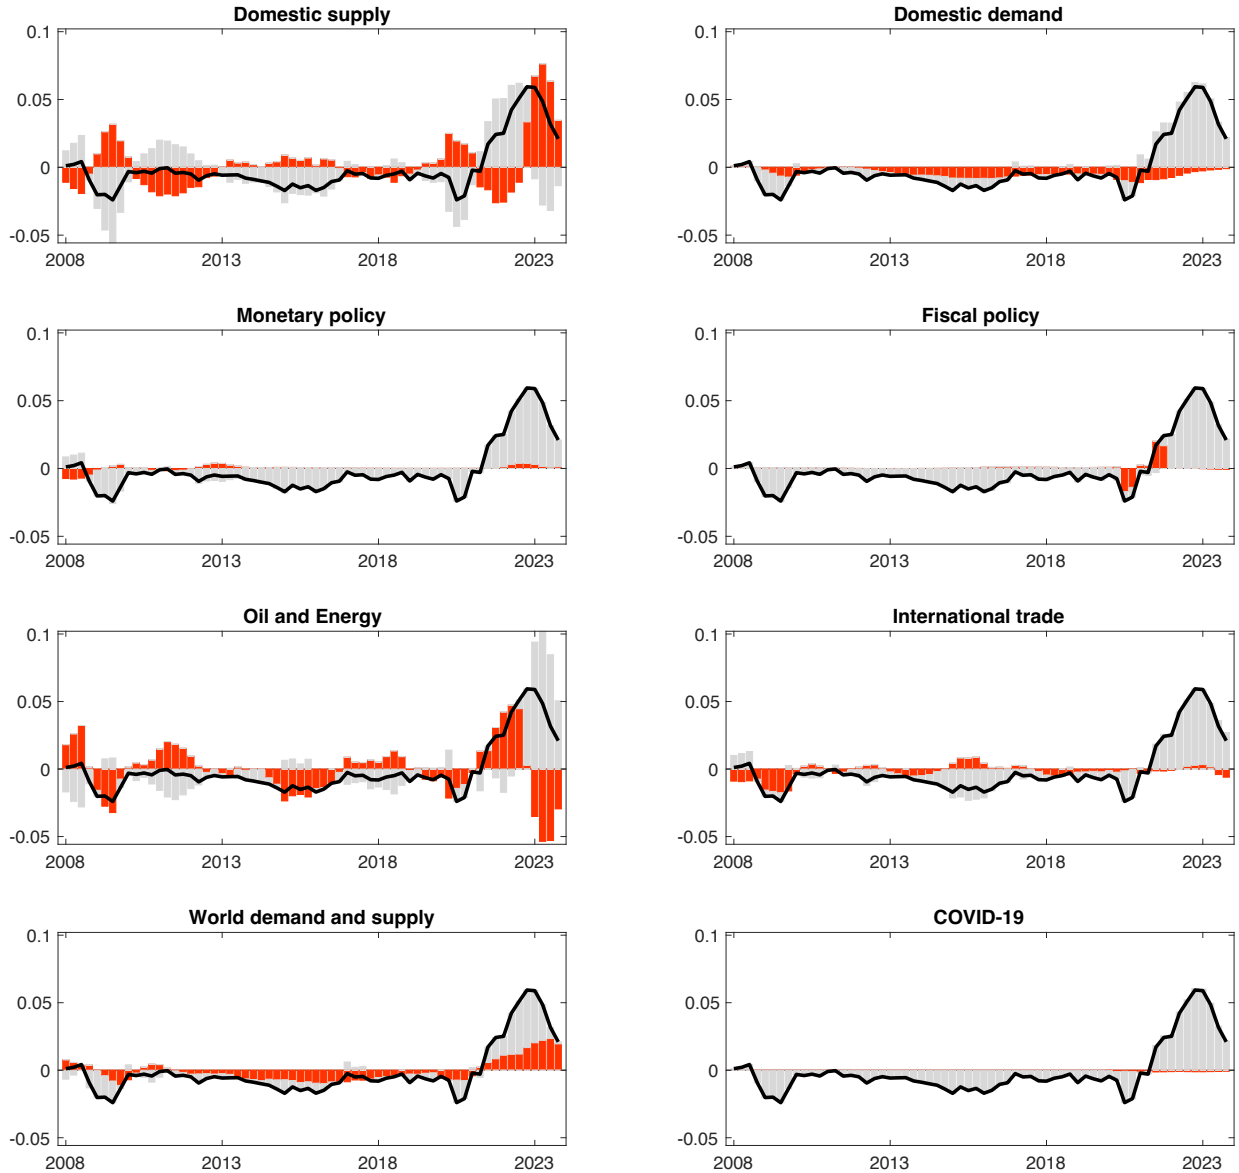 Domestic supply
0.1
0.05
0
-0.05
2008 2013 2018 2023
Domestic demand
0.1
0.05
0
-0.05
2008 2013 2018 2023
Monetary policy
0.1
0.05
0
-0.05
2008 2013 2018 2023
Fiscal policy
0.1
0.05
0
-0.05
2008 2013 2018 2023
Oil and Energy
0.1
0.05
0
-0.05
2008 2013 2018 2023
International trade
0.1
0.05
0
-0.05
2008 2013 2018 2023
World demand and supply
0.1
0.05
0
-0.05
2008 2013 2018 2023
COVID-19
0.1
0.05
0
-0.05
2008 2013 2018 2023